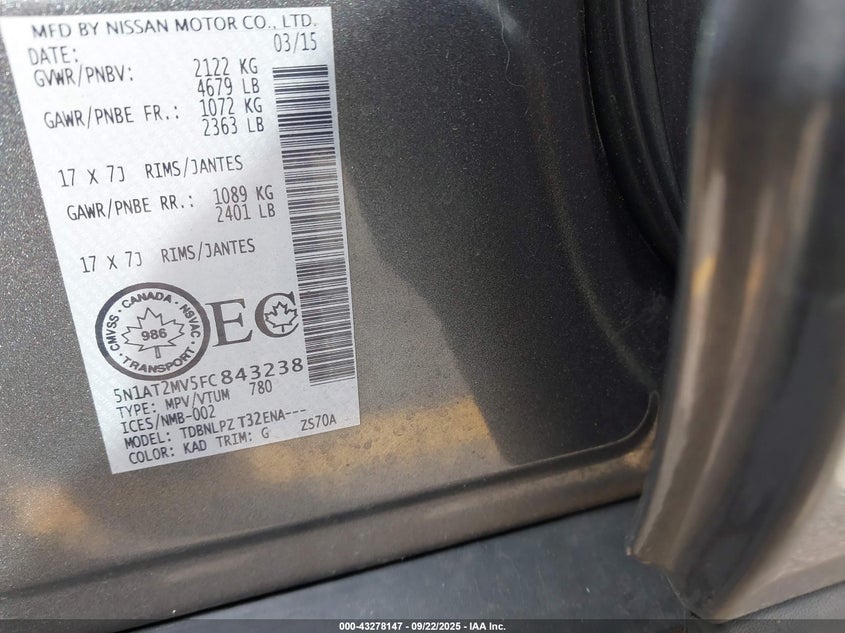 MFD BY NISSAN MOTOR CO., LTD.
DATE: 03/15
GVWR/PNBV: 2122 KG
4679 LB
GAWR/PNBE FR.: 1072 KG
2363 LB
17 X 7J RIMS/JANTES
GAWR/PNBE RR.: 1089 KG
2401 LB
17 X 7J RIMS/JANTES
CMVSS · CANADA · NSVAC · TRANSPORT ·
986
EC
5N1AT2MV5FC843238
TYPE: MPV/VTUM 780
ICES/NMB-002
MODEL: TDBNLPZ T32ENA---
COLOR: KAD TRIM: G ZS70A
000-43278147 - 09/22/2025 - IAA Inc.